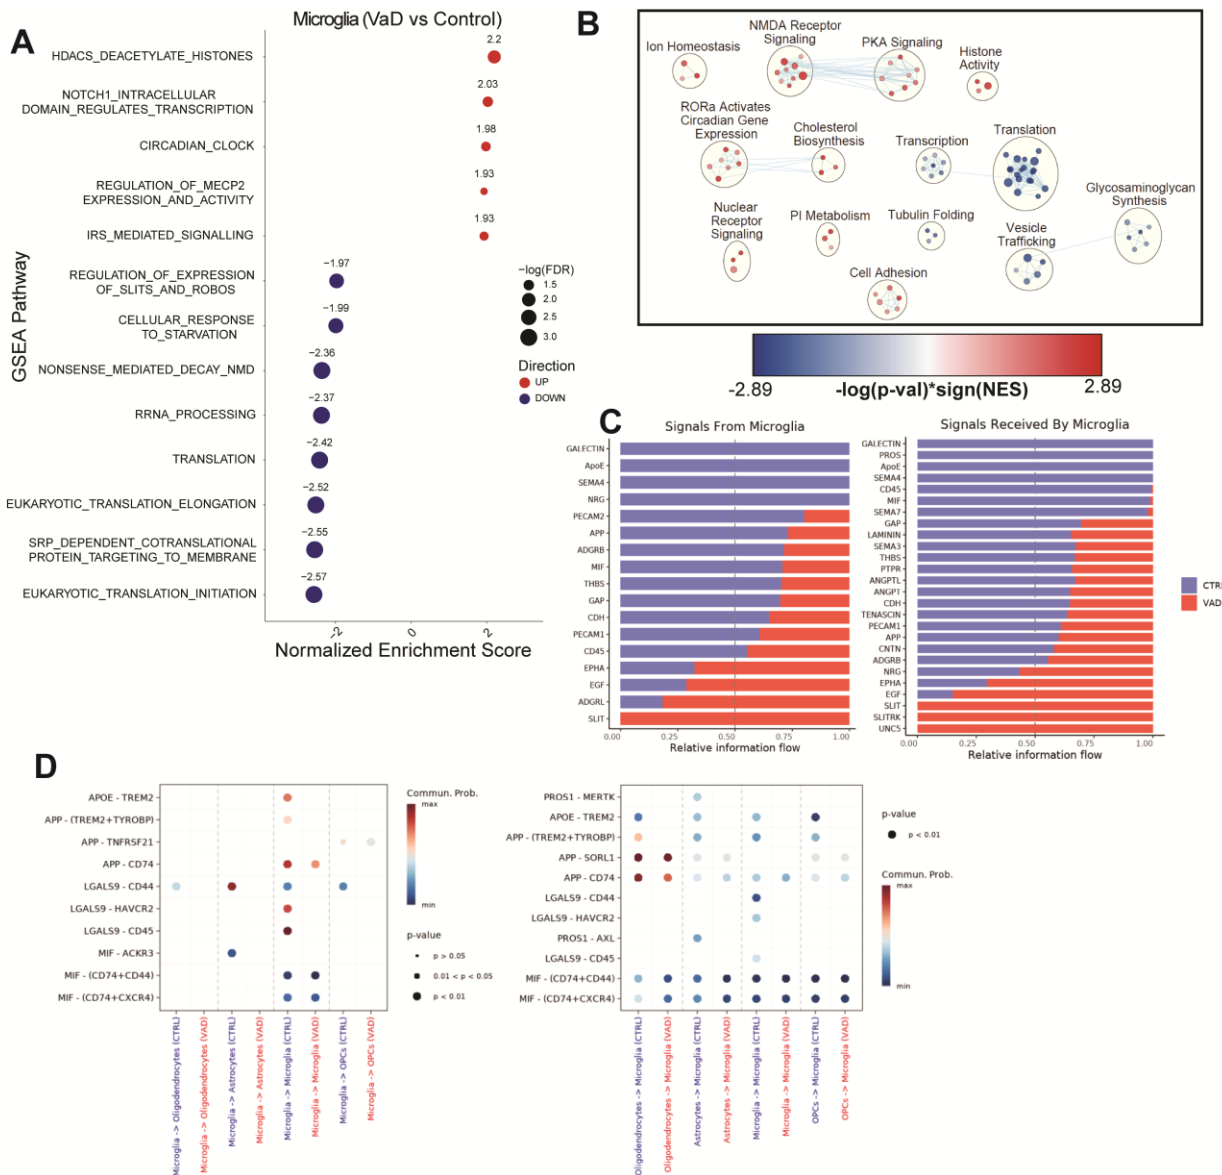 A
Microglia (VaD vs Control)
GSEA Pathway
HDACS_DEACETYLATE_HISTONES
2.2
NOTCH1_INTRACELLULAR
DOMAIN_REGULATES_TRANSCRIPTION
2.03
CIRCADIAN_CLOCK
1.98
REGULATION_OF_MECP2
EXPRESSION_AND_ACTIVITY
1.93
IRS_MEDIATED_SIGNALLING
1.93
REGULATION_OF_EXPRESSION
OF_SLITS_AND_ROBOS
−1.97
CELLULAR_RESPONSE
TO_STARVATION
−1.99
NONSENSE_MEDIATED_DECAY_NMD
−2.36
RRNA_PROCESSING
−2.37
TRANSLATION
−2.42
EUKARYOTIC_TRANSLATION_ELONGATION
−2.52
SRP_DEPENDENT_COTRANSLATIONAL
PROTEIN_TARGETING_TO_MEMBRANE
−2.55
EUKARYOTIC_TRANSLATION_INITIATION
−2.57
-2 0 2
Normalized Enrichment Score
−log(FDR)
1.5
2.0
2.5
3.0
Direction
UP
DOWN
B
Ion Homeostasis
NMDA Receptor
Signaling
PKA Signaling
Histone
Activity
RORa Activates
Circadian Gene
Expression
Cholesterol
Biosynthesis
Transcription
Translation
Glycosaminoglycan
Synthesis
Nuclear
Receptor
Signaling
PI Metabolism
Tubulin Folding
Vesicle
Trafficking
Cell Adhesion
-2.89
-log(p-val)*sign(NES)
2.89
C
Signals From Microglia
GALECTIN
ApoE
SEMA4
NRG
PECAM2
APP
ADGRB
MIF
THBS
GAP
CDH
PECAM1
CD45
EPHA
EGF
ADGRL
SLIT
0.00 0.25 0.50 0.75 1.00
Relative information flow
Signals Received By Microglia
GALECTIN
PROS
ApoE
SEMA4
CD45
MIF
SEMA7
GAP
LAMININ
SEMA3
THBS
PTPR
ANGPTL
ANGPT
CDH
TENASCIN
PECAM1
APP
CNTN
ADGRB
NRG
EPHA
EGF
SLIT
SLITRK
UNC5
0.00 0.25 0.50 0.75 1.00
Relative information flow
VAD
D
APOE - TREM2
APP - (TREM2+TYROBP)
APP - TNFRSF21
APP - CD74
LGALS9 - CD44
LGALS9 - HAVCR2
LGALS9 - CD45
MIF - ACKR3
MIF - (CD74+CD44)
MIF - (CD74+CXCR4)
Microglia -> Oligodendrocytes (CTRL)
Microglia -> Oligodendrocytes (VAD)
Microglia -> Astrocytes (CTRL)
Microglia -> Astrocytes (VAD)
Microglia -> Microglia (CTRL)
Microglia -> Microglia (VAD)
Microglia -> OPCs (CTRL)
Microglia -> OPCs (VAD)
Commun. Prob.
max
min
p-value
p > 0.05
0.01 < p < 0.05
p < 0.01
PROS1 - MERTK
APOE - TREM2
APP - (TREM2+TYROBP)
APP - SORL1
APP - CD74
LGALS9 - CD44
LGALS9 - HAVCR2
PROS1 - AXL
LGALS9 - CD45
MIF - (CD74+CD44)
MIF - (CD74+CXCR4)
Oligodendrocytes -> Microglia (CTRL)
Oligodendrocytes -> Microglia (VAD)
Astrocytes -> Microglia (CTRL)
Astrocytes -> Microglia (VAD)
Microglia -> Microglia (CTRL)
Microglia -> Microglia (VAD)
OPCs -> Microglia (CTRL)
OPCs -> Microglia (VAD)
p-value
p < 0.01
Commun. Prob.
max
min